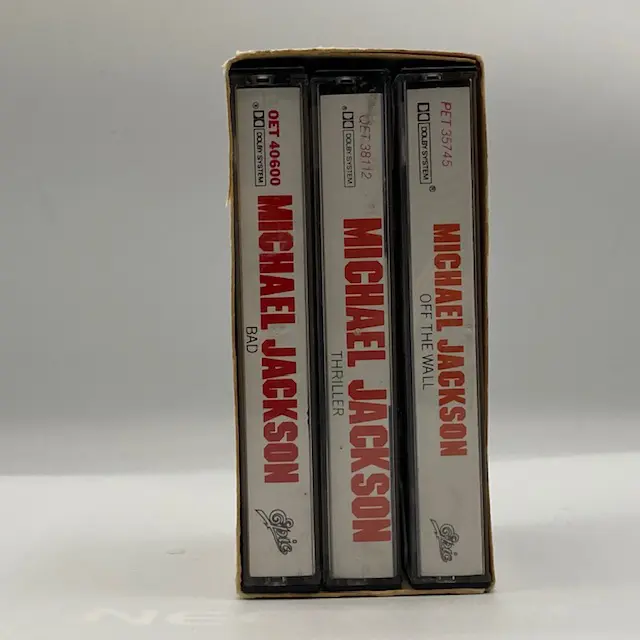 OET 40600
DOLBY SYSTEM
MICHAEL JACKSON
BAD
Epic
OET 38112
DOLBY SYSTEM
MICHAEL JACKSON
THRILLER
PET 35745
DOLBY SYSTEM
MICHAEL JACKSON
OFF THE WALL
Epic